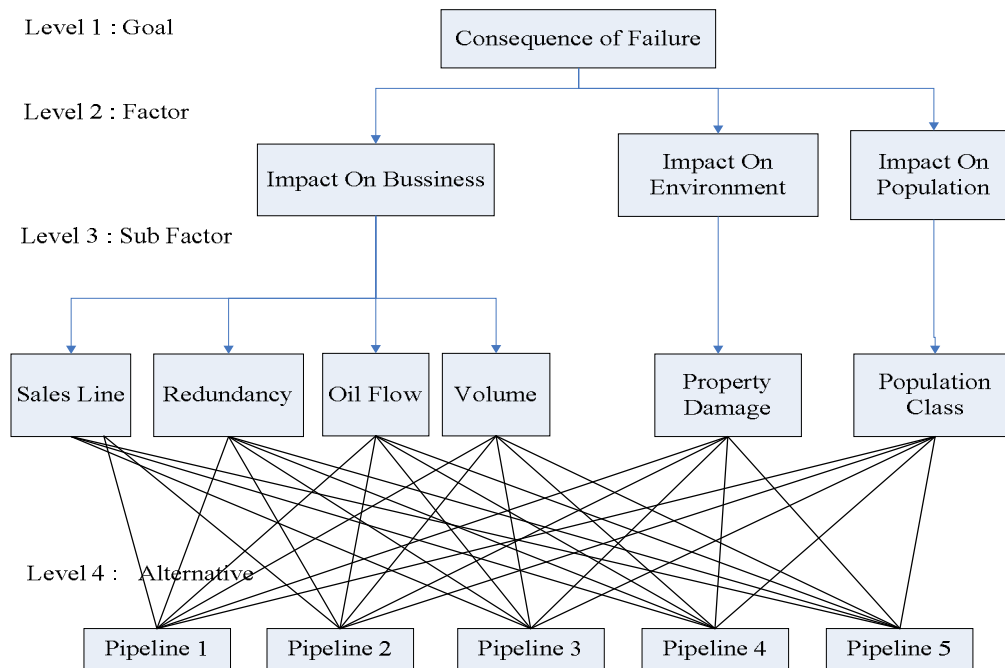 Level 1 : Goal
Consequence of Failure
Level 2 : Factor
Impact On Bussiness
Impact On
Environment
Impact On
Population
Level 3 : Sub Factor
Sales Line
Redundancy
Oil Flow
Volume
Property
Damage
Population
Class
Level 4 : Alternative
Pipeline 1
Pipeline 2
Pipeline 3
Pipeline 4
Pipeline 5